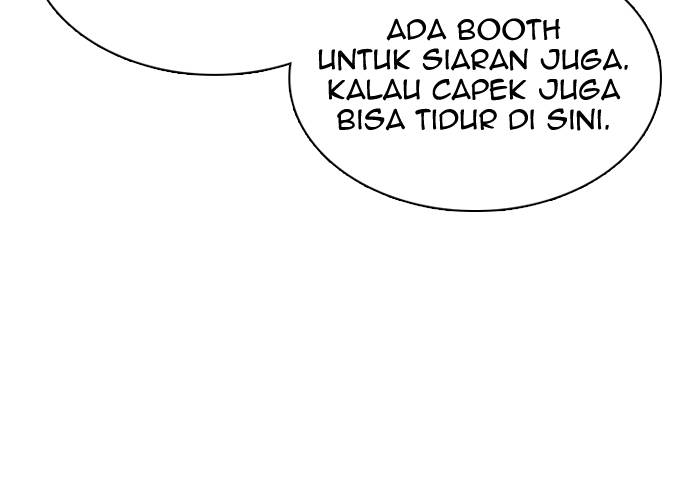 ADA BOOTH
UNTUK SIARAN JUGA.
KALAU CAPEK JUGA
BISA TIDUR DI SINI.